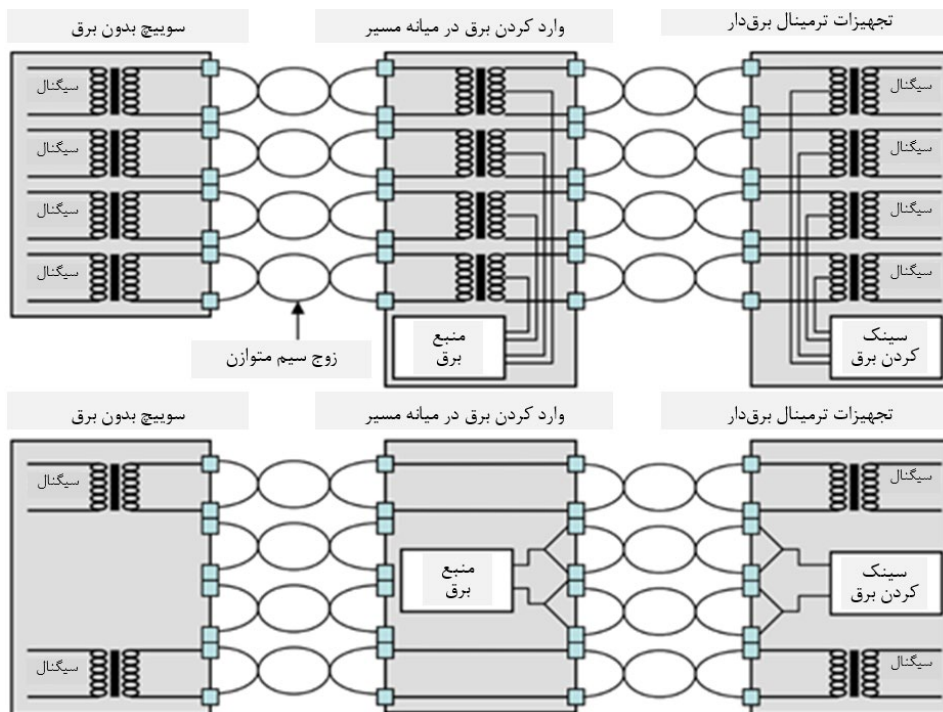 تجهیزات ترمینال برق‌دار
وارد کردن برق در میانه مسیر
سوییچ بدون برق
سیگنال
سیگنال
سیگنال
سیگنال
سیگنال
سیگنال
سیگنال
سیگنال
سینک
کردن برق
منبع
برق
زوج سیم متوازن
تجهیزات ترمینال برق‌دار
وارد کردن برق در میانه مسیر
سوییچ بدون برق
سیگنال
سیگنال
سینک
کردن برق
منبع
برق
سیگنال
سیگنال